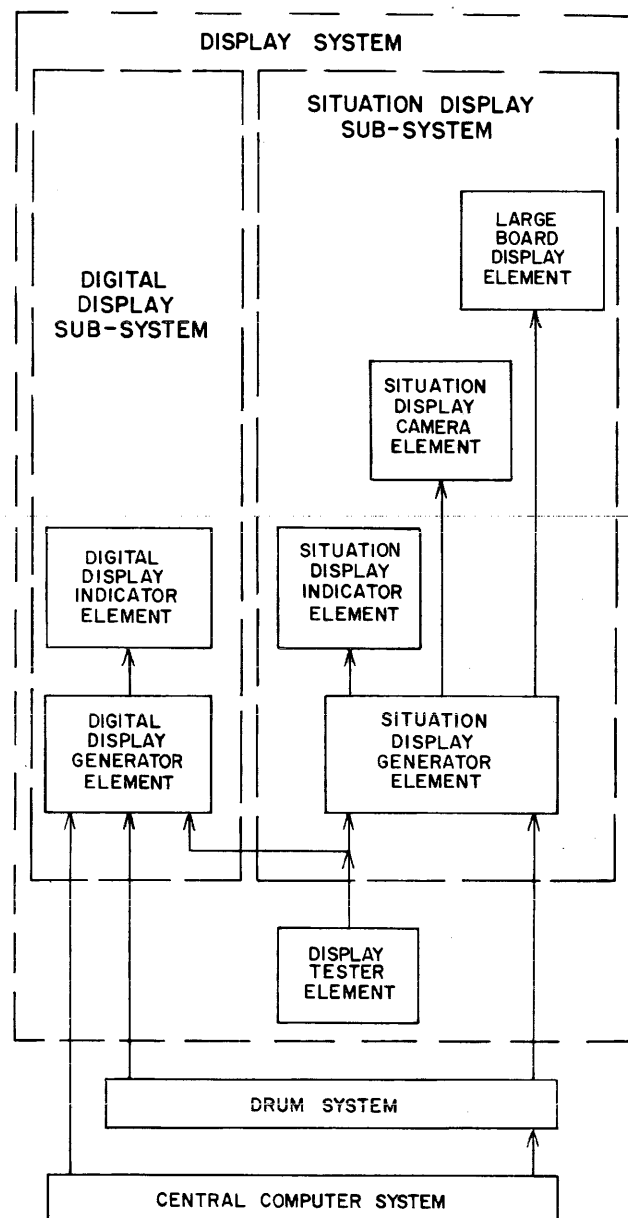 DISPLAY SYSTEM
SITUATION DISPLAY
SUB-SYSTEM
LARGE
BOARD
DISPLAY
ELEMENT
DIGITAL
DISPLAY
SUB-SYSTEM
SITUATION
DISPLAY
CAMERA
ELEMENT
DIGITAL
DISPLAY
INDICATOR
ELEMENT
SITUATION
DISPLAY
INDICATOR
ELEMENT
DIGITAL
DISPLAY
GENERATOR
ELEMENT
SITUATION
DISPLAY
GENERATOR
ELEMENT
DISPLAY
TESTER
ELEMENT
DRUM SYSTEM
CENTRAL COMPUTER SYSTEM